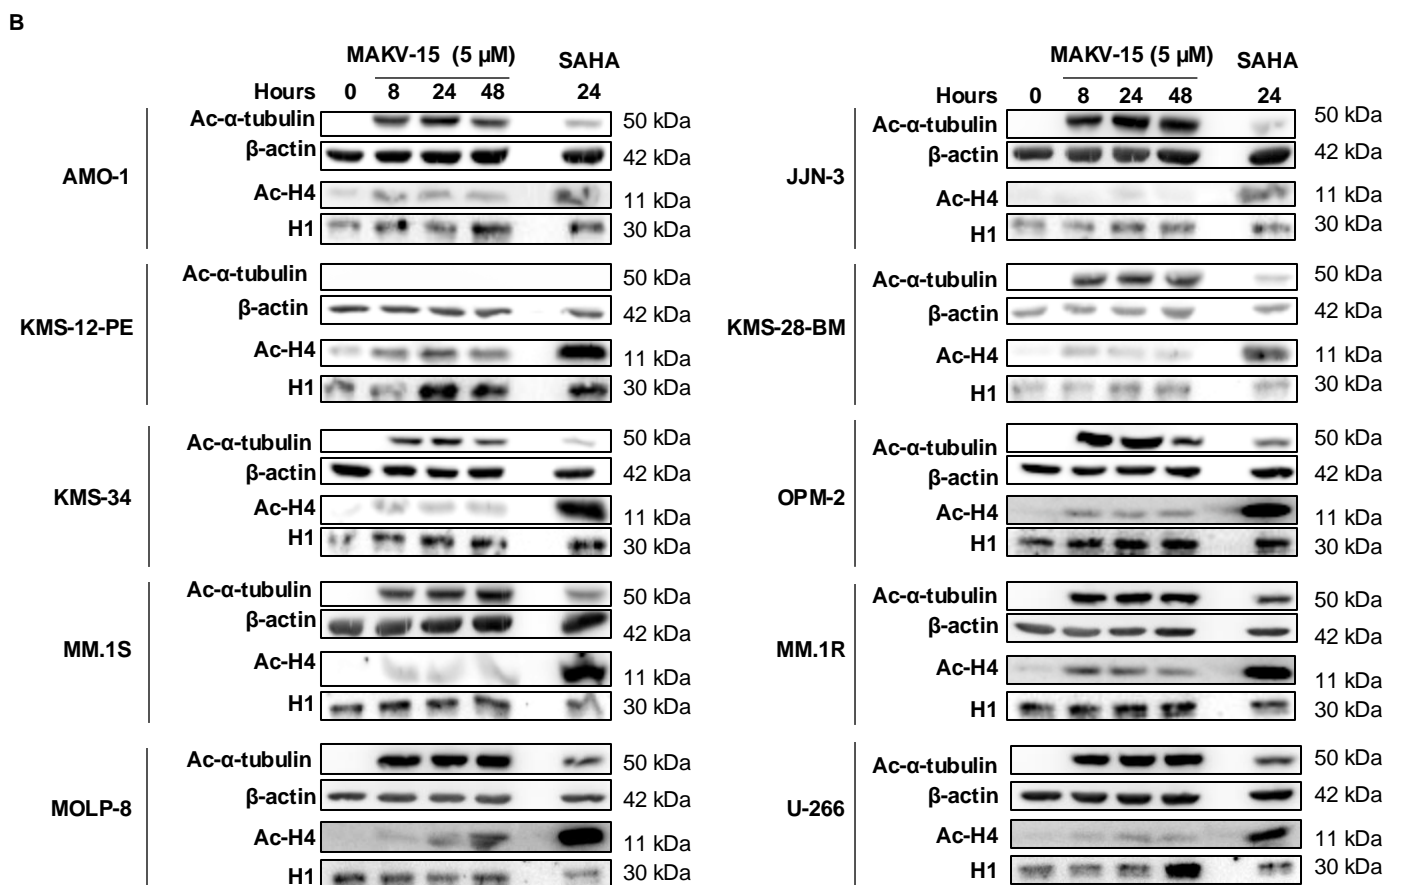 B
MAKV-15 (5 µM)
SAHA
Hours 0 8 24 48 24
AMO-1
Ac-α-tubulin 50 kDa
β-actin 42 kDa
Ac-H4 11 kDa
H1 30 kDa
KMS-12-PE
Ac-α-tubulin 50 kDa
β-actin 42 kDa
Ac-H4 11 kDa
H1 30 kDa
KMS-34
Ac-α-tubulin 50 kDa
β-actin 42 kDa
Ac-H4 11 kDa
H1 30 kDa
MM.1S
Ac-α-tubulin 50 kDa
β-actin 42 kDa
Ac-H4 11 kDa
H1 30 kDa
MOLP-8
Ac-α-tubulin 50 kDa
β-actin 42 kDa
Ac-H4 11 kDa
H1 30 kDa
MAKV-15 (5 µM)
SAHA
Hours 0 8 24 48 24
JJN-3
Ac-α-tubulin 50 kDa
β-actin 42 kDa
Ac-H4 11 kDa
H1 30 kDa
KMS-28-BM
Ac-α-tubulin 50 kDa
β-actin 42 kDa
Ac-H4 11 kDa
H1 30 kDa
OPM-2
Ac-α-tubulin 50 kDa
β-actin 42 kDa
Ac-H4 11 kDa
H1 30 kDa
MM.1R
Ac-α-tubulin 50 kDa
β-actin 42 kDa
Ac-H4 11 kDa
H1 30 kDa
U-266
Ac-α-tubulin 50 kDa
β-actin 42 kDa
Ac-H4 11 kDa
H1 30 kDa